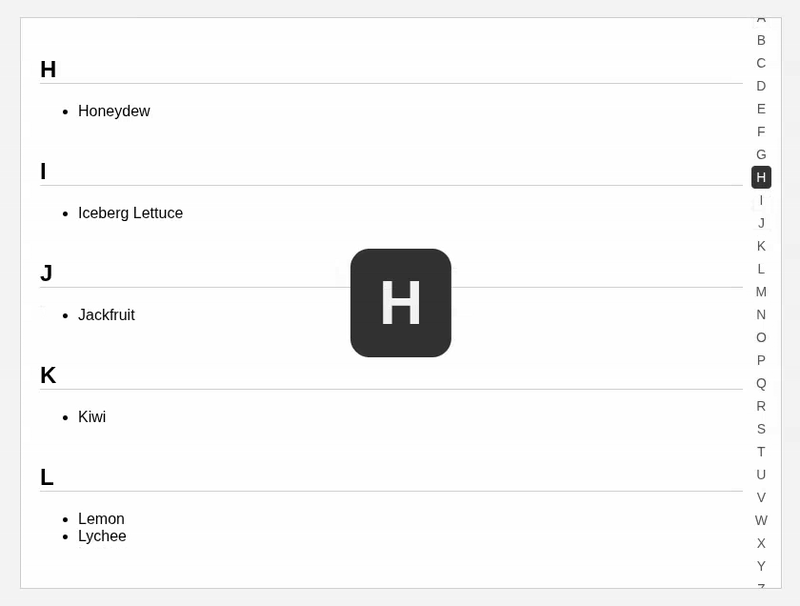 H
• Honeydew
I
• Iceberg Lettuce
J
• Jackfruit
K
• Kiwi
L
• Lemon
• Lychee
H
A
B
C
D
E
F
G
H
I
J
K
L
M
N
O
P
Q
R
S
T
U
V
W
X
Y
Z